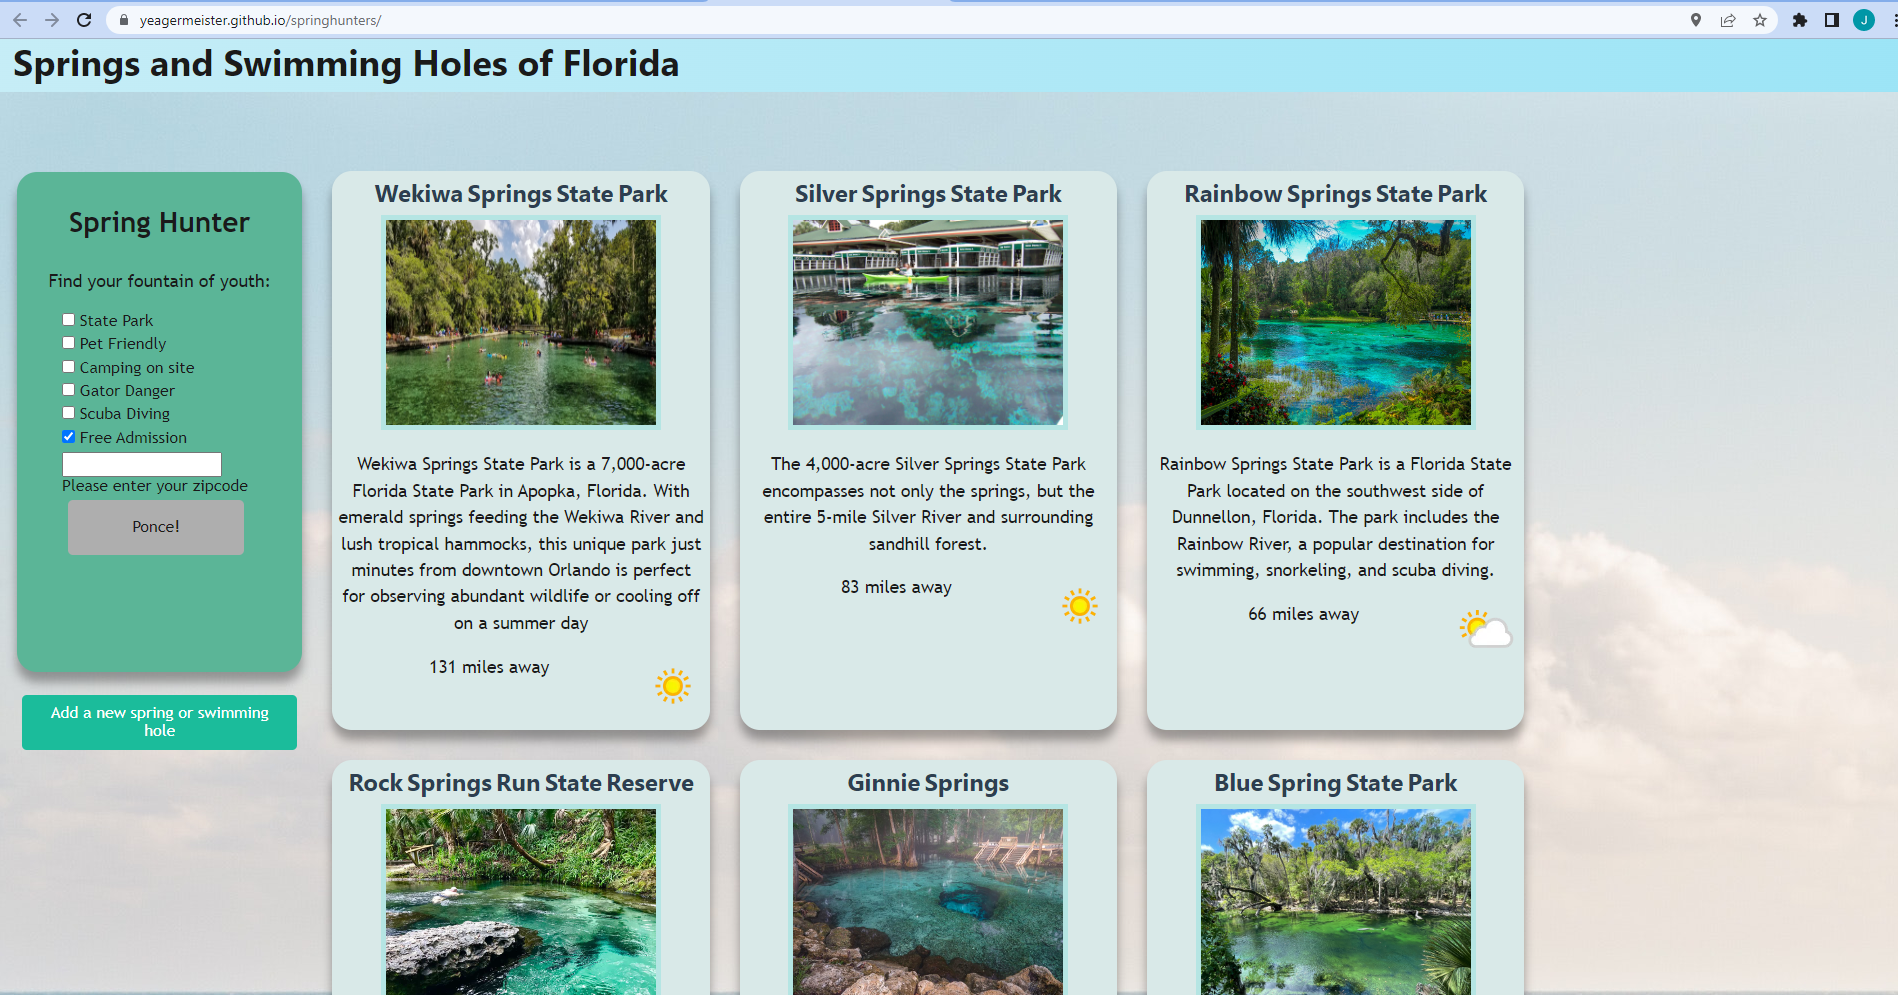 yeagermeister.github.io/springhunters/
J
Springs and Swimming Holes of Florida
Spring Hunter
Find your fountain of youth:
State Park
Pet Friendly
Camping on site
Gator Danger
Scuba Diving
Free Admission
Please enter your zipcode
Ponce!
Add a new spring or swimming
hole
Wekiwa Springs State Park
Wekiwa Springs State Park is a 7,000-acre
Florida State Park in Apopka, Florida. With
emerald springs feeding the Wekiwa River and
lush tropical hammocks, this unique park just
minutes from downtown Orlando is perfect
for observing abundant wildlife or cooling off
on a summer day
131 miles away
Silver Springs State Park
The 4,000-acre Silver Springs State Park
encompasses not only the springs, but the
entire 5-mile Silver River and surrounding
sandhill forest.
83 miles away
Rainbow Springs State Park
Rainbow Springs State Park is a Florida State
Park located on the southwest side of
Dunnellon, Florida. The park includes the
Rainbow River, a popular destination for
swimming, snorkeling, and scuba diving.
66 miles away
Rock Springs Run State Reserve
Ginnie Springs
Blue Spring State Park